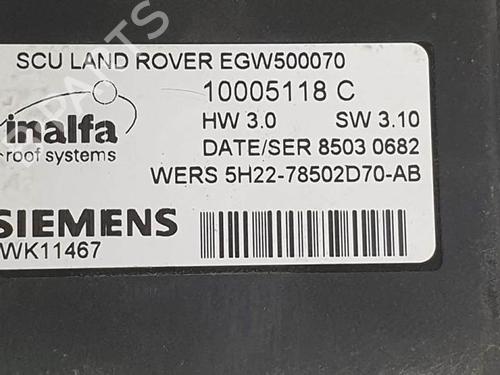 SCU LAND ROVER EGW500070
10005118 C
inalfa
roof systems
HW 3.0 SW 3.10
DATE/SER 8503 0682
WERS 5H22-78502D70-AB
SIEMENS
WK11467